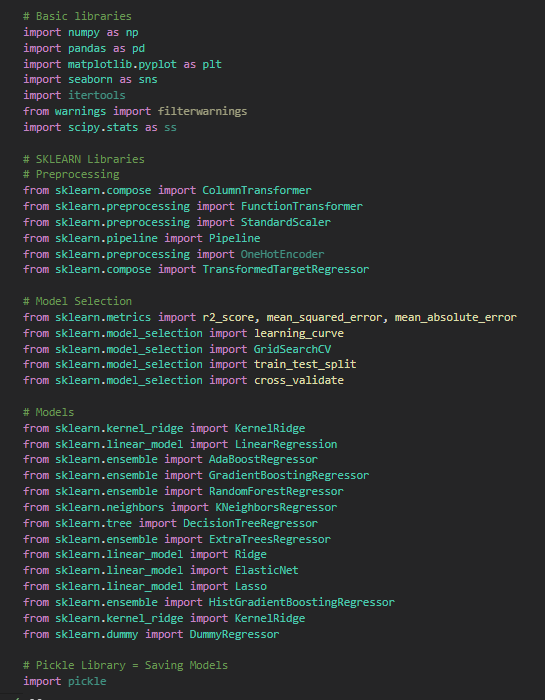 # Basic libraries
import numpy as np
import pandas as pd
import matplotlib.pyplot as plt
import seaborn as sns
import itertools
from warnings import filterwarnings
import scipy.stats as ss
# SKLEARN Libraries
# Preprocessing
from sklearn.compose import ColumnTransformer
from sklearn.preprocessing import FunctionTransformer
from sklearn.preprocessing import StandardScaler
from sklearn.pipeline import Pipeline
from sklearn.preprocessing import OneHotEncoder
from sklearn.compose import TransformedTargetRegressor
# Model Selection
from sklearn.metrics import r2_score, mean_squared_error, mean_absolute_error
from sklearn.model_selection import learning_curve
from sklearn.model_selection import GridSearchCV
from sklearn.model_selection import train_test_split
from sklearn.model_selection import cross_validate
# Models
from sklearn.kernel_ridge import KernelRidge
from sklearn.linear_model import LinearRegression
from sklearn.ensemble import AdaBoostRegressor
from sklearn.ensemble import GradientBoostingRegressor
from sklearn.ensemble import RandomForestRegressor
from sklearn.neighbors import KNeighborsRegressor
from sklearn.tree import DecisionTreeRegressor
from sklearn.ensemble import ExtraTreesRegressor
from sklearn.linear_model import Ridge
from sklearn.linear_model import ElasticNet
from sklearn.linear_model import Lasso
from sklearn.ensemble import HistGradientBoostingRegressor
from sklearn.kernel_ridge import KernelRidge
from sklearn.dummy import DummyRegressor
# Pickle Library = Saving Models
import pickle